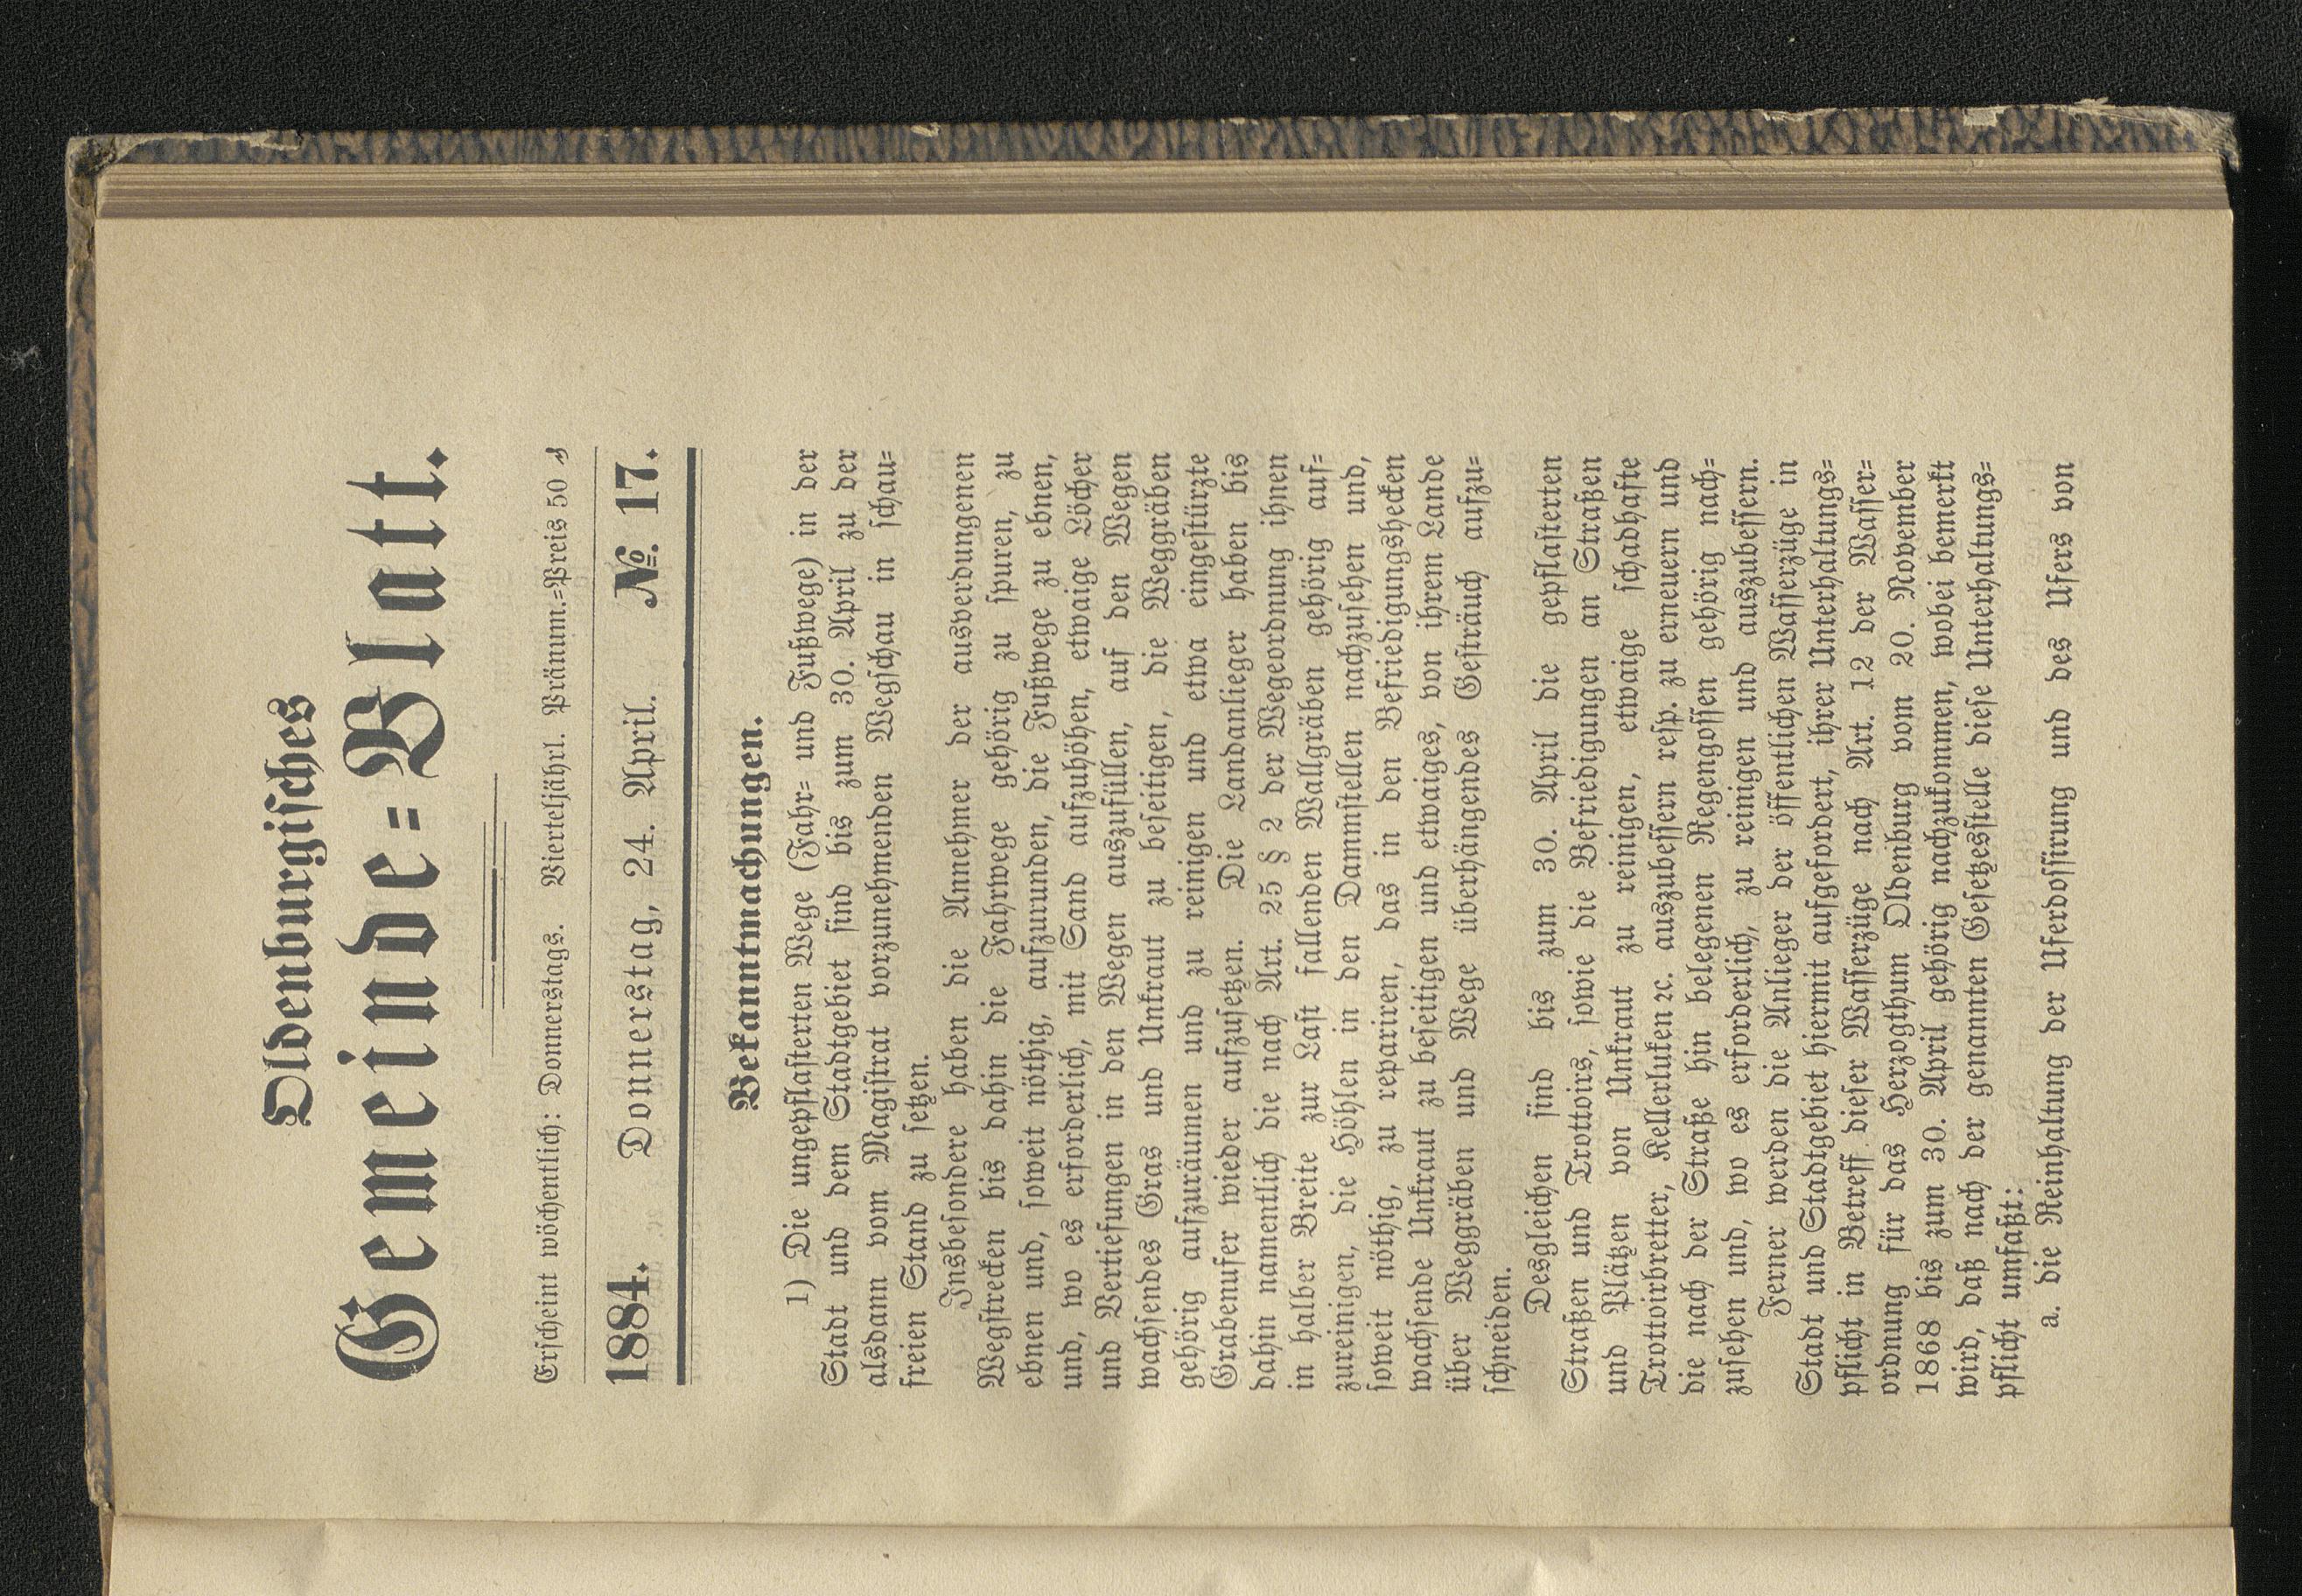 Oldenburgisches
Gemeinde=Blatt.
Erscheint wöchentlich: Donnerstags. Vierteljährl. Pränum.=Preis 50 ₰
1884. Donnerstag, 24. April. №. 17.
Bekanntmachungen.
1) Die ungepflasterten Wege (Fahr= und Fußwege) in der
Stadt und dem Stadtgebiet sind bis zum 30. April zu der
alsdann vom Magistrat vorzunehmenden Wegschau in schau=
freien Stand zu setzen.
Insbesondere haben die Annehmer der ausverdungenen
Wegstrecken bis dahin die Fahrwege gehörig zu spuren, zu
ebnen und, soweit nöthig, aufzurunden, die Fußwege zu ebnen,
und, wo es erforderlich, mit Sand aufzuhöhen, etwaige Löcher
und Vertiefungen in den Wegen auszufüllen, auf den Wegen
wachsendes Gras und Unkraut zu beseitigen, die Weggräben
gehörig aufzuräumen und zu reinigen und etwa eingestürzte
Grabenufer wieder aufzusetzen. Die Landanlieger haben bis
dahin namentlich die nach Art. 25 § 2 der Wegeordnung ihnen
in halber Breite zur Last fallenden Wallgräben gehörig auf=
zureinigen, die Höhlen in den Dammstellen nachzusehen und,
soweit nöthig, zu repariren, das in den Befriedigungshecken
wachsende Unkraut zu beseitigen und etwaiges, von ihrem Lande
über Weggräben und Wege überhängendes Gesträuch aufzu=
schneiden.
Desgleichen sind bis zum 30. April die gepflasterten
Straßen und Trottoirs, sowie die Befriedigungen an Straßen
und Plätzen von Unkraut zu reinigen, etwaige schadhafte
Trottoirbretter, Kellerluken ꝛc. auszubessern resp. zu erneuern und
die nach der Straße hin belegenen Regengossen gehörig nach=
zusehen und, wo es erforderlich, zu reinigen und auszubessern.
Ferner werden die Anlieger der öffentlichen Wasserzüge in
Stadt und Stadtgebiet hiermit aufgefordert, ihrer Unterhaltungs=
pflicht in Betreff dieser Wasserzüge nach Art. 12 der Wasser=
ordnung für das Herzogthum Oldenburg vom 20. November
1868 bis zum 30. April gehörig nachzukommen, wobei bemerkt
wird, daß nach der genannten Gesetzesstelle diese Unterhaltungs=
pflicht umfaßt:
a. die Reinhaltung der Uferdossirung und des Ufers von